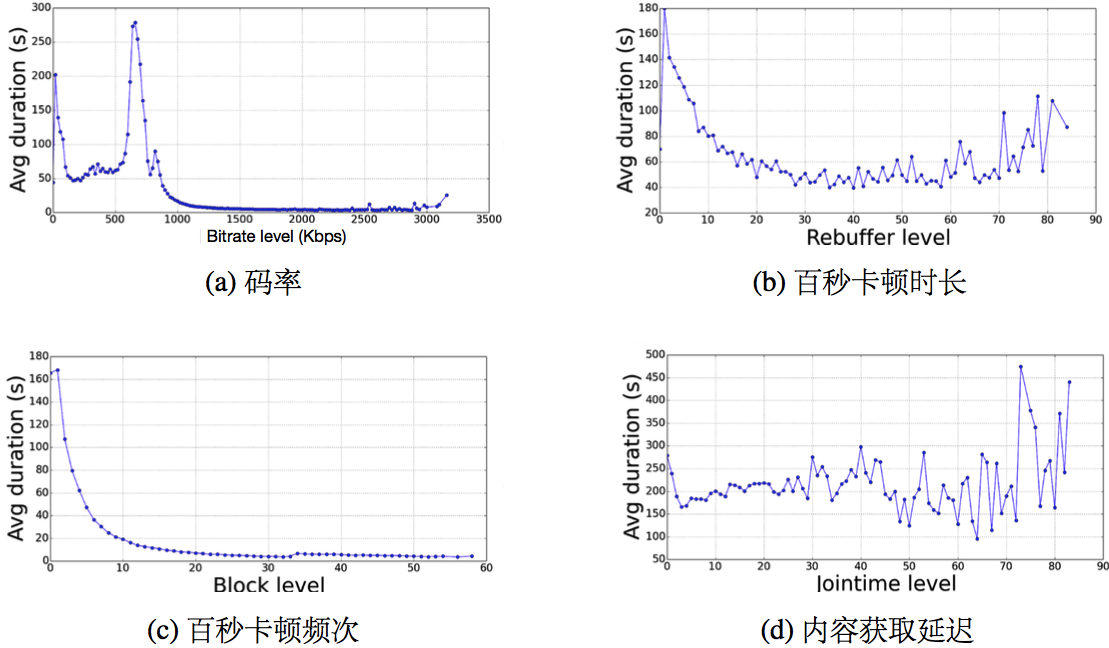 300
250
200
150
100
50
0
Avg duration (s)
0 500 1000 1500 2000 2500 3000 3500
Bitrate level (Kbps)
(a) 码率
180
160
140
120
100
80
60
40
20
Avg duration (s)
0 10 20 30 40 50 60 70 80 90
Rebuffer level
(b) 百秒卡顿时长
180
160
140
120
100
80
60
40
20
0
Avg duration (s)
0 10 20 30 40 50 60
Block level
(c) 百秒卡顿频次
500
450
400
350
300
250
200
150
100
50
Avg duration (s)
0 10 20 30 40 50 60 70 80 90
Jointime level
(d) 内容获取延迟